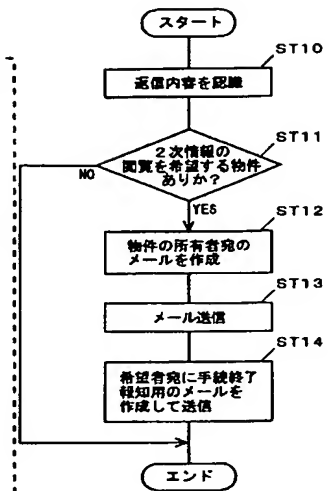 スタート
ST10
返信内容を認識
ST11
2次情報の
閲覧を希望する物件
ありか?
NO
YES
ST12
物件の所有者宛の
メールを作成
ST13
メール送信
ST14
希望者宛に手続終了
報知用のメールを
作成して送信
エンド